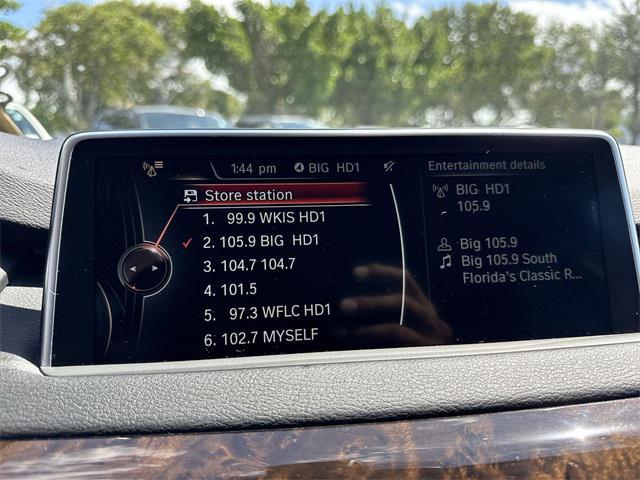 1:44 pm BIG HD1
Store station
1. 99.9 WKIS HD1
2. 105.9 BIG HD1
3. 104.7 104.7
4. 101.5
5. 97.3 WFLC HD1
6. 102.7 MYSELF
Entertainment details
BIG HD1
105.9
Big 105.9
Big 105.9 South
Florida's Classic R...